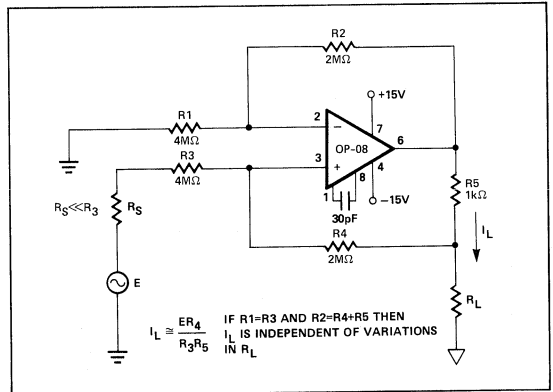 R2
2MΩ
+15V
R1
4MΩ
2
−
7
6
OP-08
R3
4MΩ
3
+
8
4
1
−15V
30pF
R5
1kΩ
R4
2MΩ
IL
RS≪R3
RS
E
RL
IL ≅ ER4 / R3R5
IF R1=R3 AND R2=R4+R5 THEN
IL IS INDEPENDENT OF VARIATIONS
IN RL